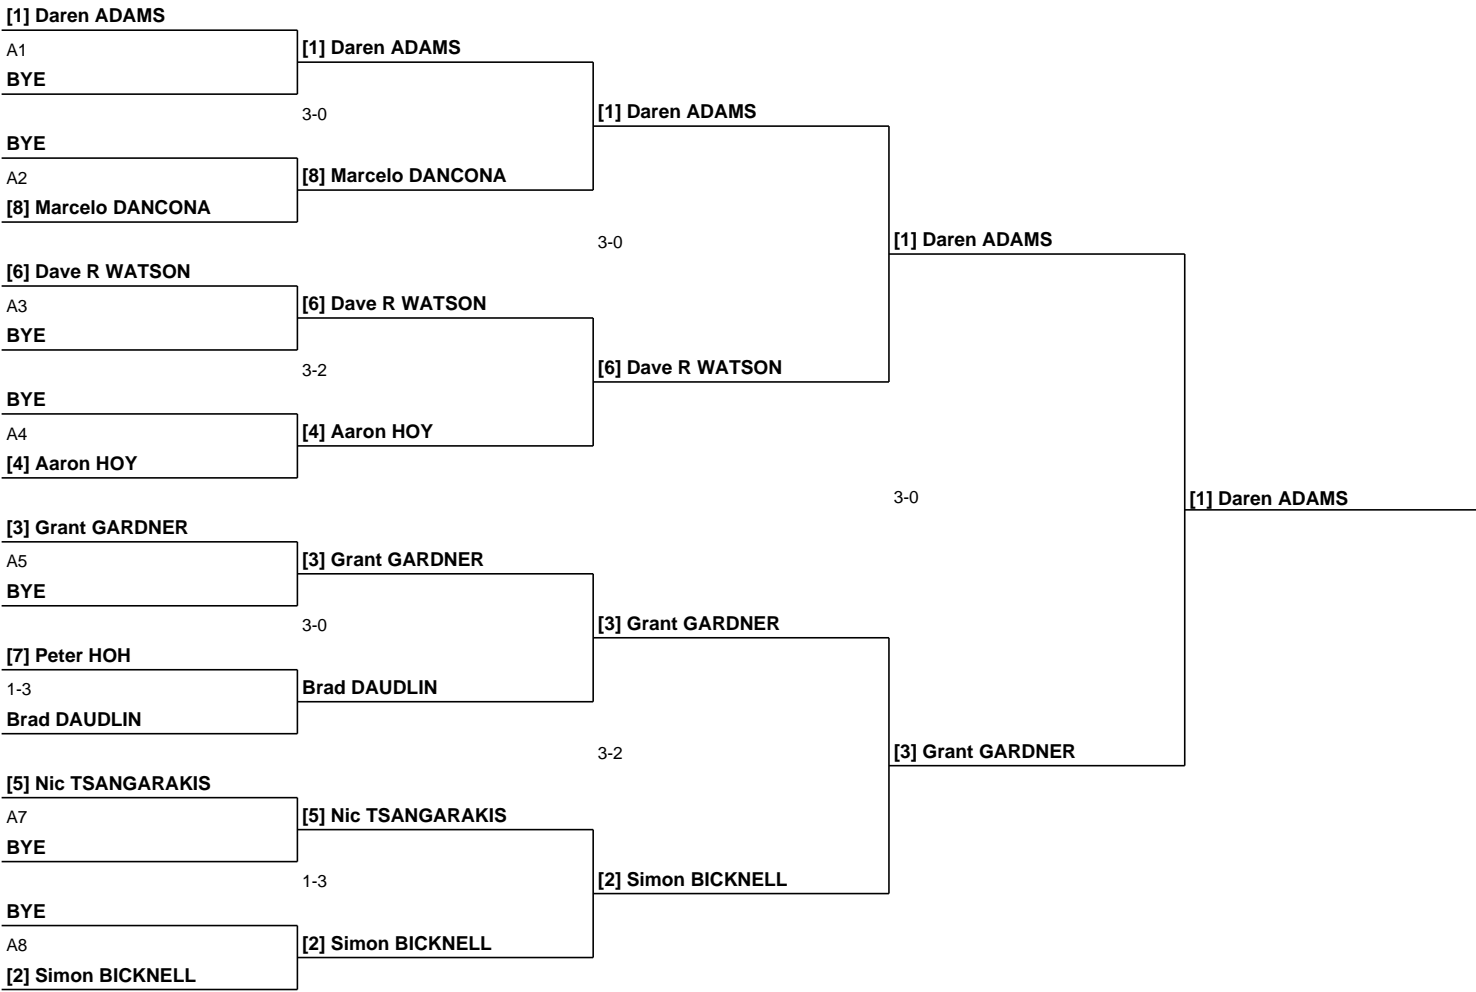 [1] Daren ADAMS
A1
BYE
BYE
A2
[8] Marcelo DANCONA
[6] Dave R WATSON
A3
BYE
BYE
A4
[4] Aaron HOY
[3] Grant GARDNER
A5
BYE
[7] Peter HOH
1-3
Brad DAUDLIN
[5] Nic TSANGARAKIS
A7
BYE
BYE
A8
[2] Simon BICKNELL
[1] Daren ADAMS
3-0
[8] Marcelo DANCONA
[6] Dave R WATSON
3-2
[4] Aaron HOY
[3] Grant GARDNER
3-0
Brad DAUDLIN
[5] Nic TSANGARAKIS
1-3
[2] Simon BICKNELL
[1] Daren ADAMS
3-0
[6] Dave R WATSON
[3] Grant GARDNER
3-2
[2] Simon BICKNELL
[1] Daren ADAMS
3-0
[3] Grant GARDNER
[1] Daren ADAMS